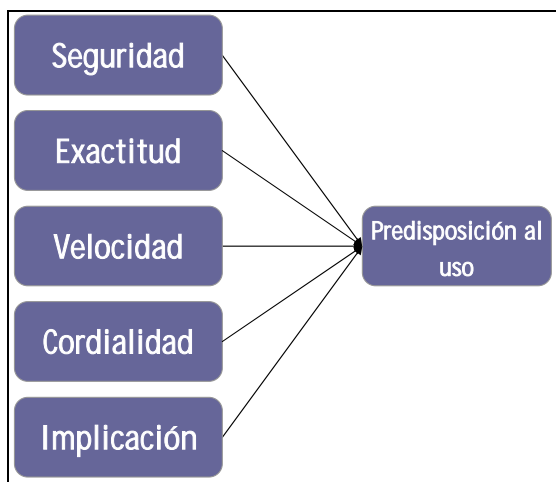 Seguridad
Exactitud
Velocidad
Cordialidad
Implicación
Predisposición al
uso